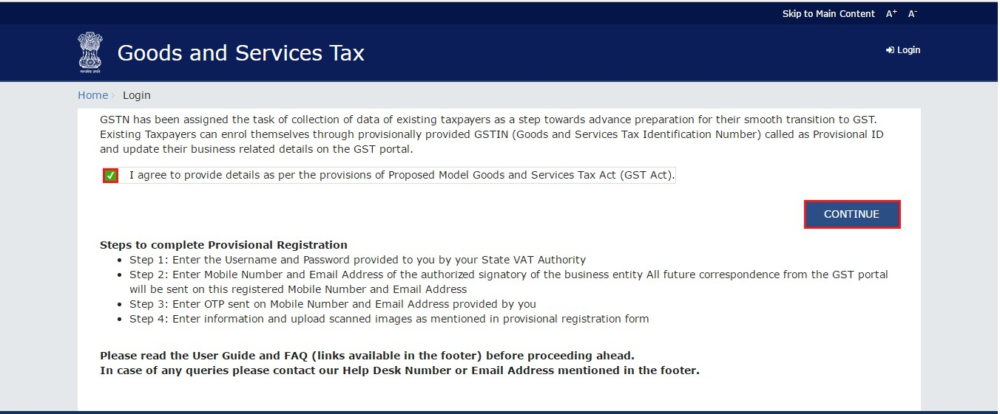 Skip to Main Content A+ A-
Goods and Services Tax
Login
Home › Login
GSTN has been assigned the task of collection of data of existing taxpayers as a step towards advance preparation for their smooth transition to GST.
Existing Taxpayers can enrol themselves through provisionally provided GSTIN (Goods and Services Tax Identification Number) called as Provisional ID
and update their business related details on the GST portal.
I agree to provide details as per the provisions of Proposed Model Goods and Services Tax Act (GST Act).
CONTINUE
Steps to complete Provisional Registration
• Step 1: Enter the Username and Password provided to you by your State VAT Authority
• Step 2: Enter Mobile Number and Email Address of the authorized signatory of the business entity All future correspondence from the GST portal
will be sent on this registered Mobile Number and Email Address
• Step 3: Enter OTP sent on Mobile Number and Email Address provided by you
• Step 4: Enter information and upload scanned images as mentioned in provisional registration form
Please read the User Guide and FAQ (links available in the footer) before proceeding ahead.
In case of any queries please contact our Help Desk Number or Email Address mentioned in the footer.